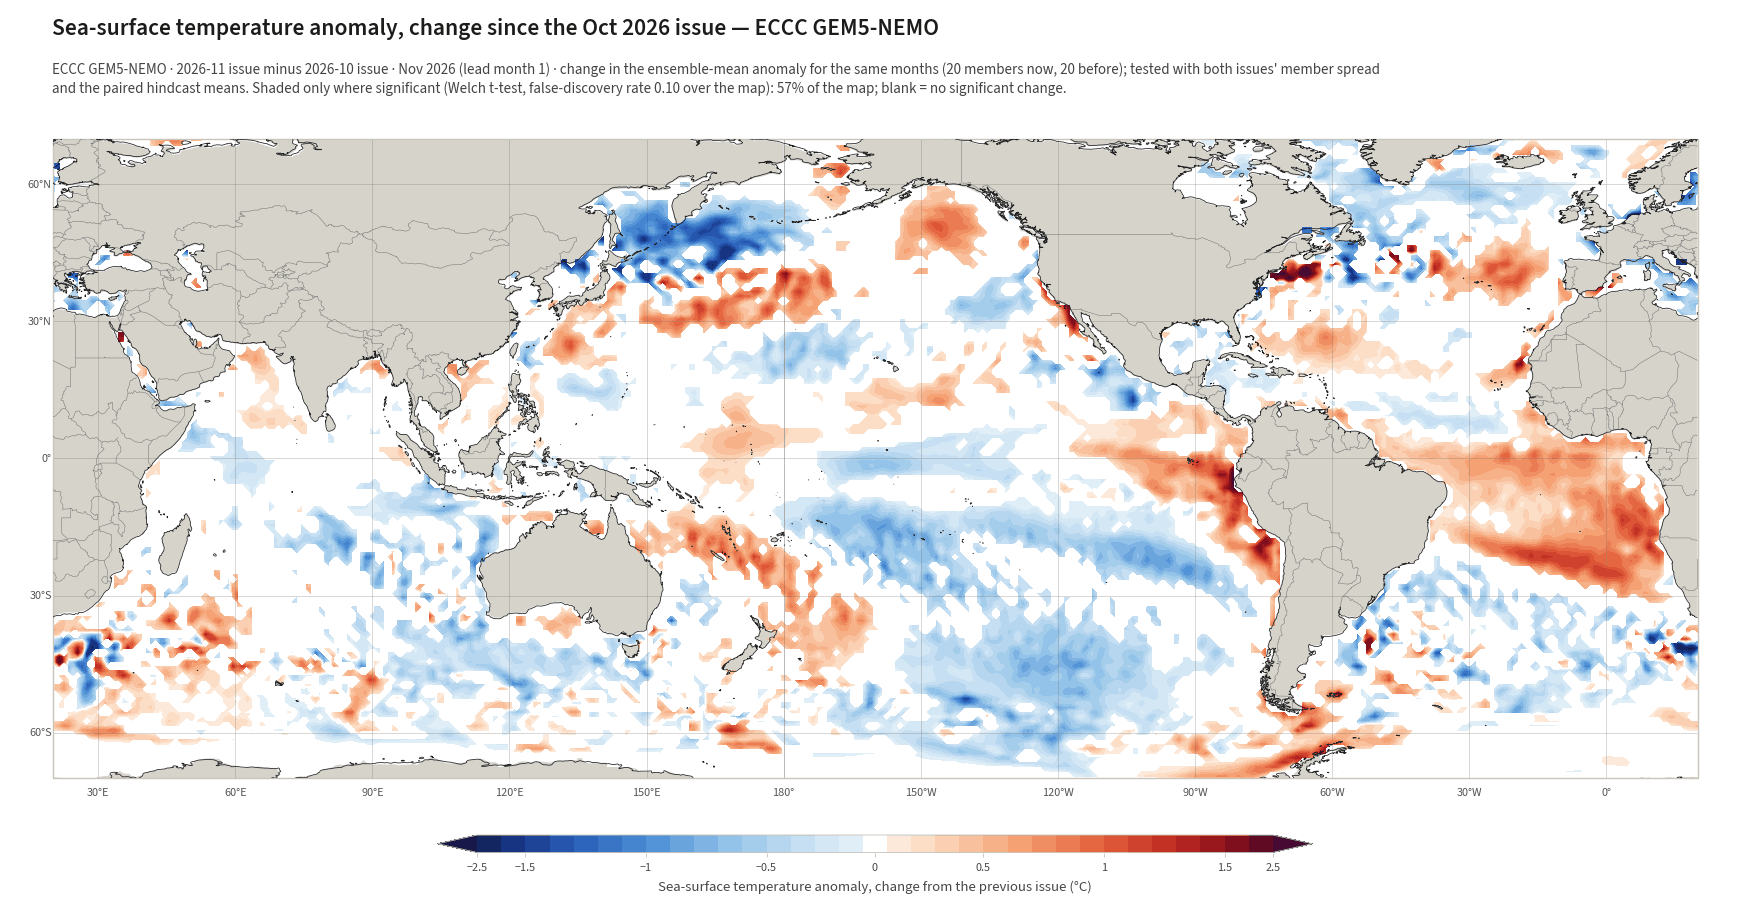 Sea-surface temperature anomaly, change since the Oct 2026 issue — ECCC GEM5-NEMO
ECCC GEM5-NEMO · 2026-11 issue minus 2026-10 issue · Nov 2026 (lead month 1) · change in the ensemble-mean anomaly for the same months (20 members now, 20 before); tested with both issues' member spread
and the paired hindcast means. Shaded only where significant (Welch t-test, false-discovery rate 0.10 over the map): 57% of the map; blank = no significant change.
60°N
30°N
0°
30°S
60°S
30°E 60°E 90°E 120°E 150°E 180° 150°W 120°W 90°W 60°W 30°W 0°
−2.5 −1.5 −1 −0.5 0 0.5 1 1.5 2.5
Sea-surface temperature anomaly, change from the previous issue (°C)